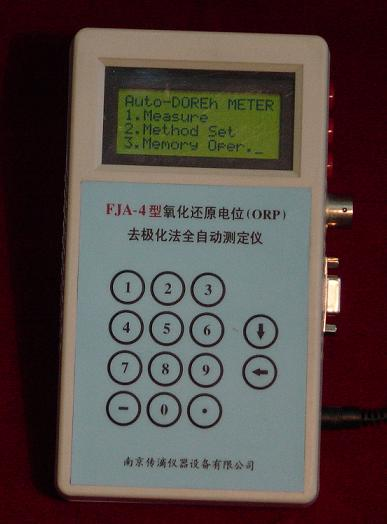 Auto-DOREh METER
1.Measure
2.Method Set
3.Memory Oper._
FJA-4型氧化还原电位(ORP)
去极化法全自动测定仪
1 2 3
4 5 6 ↓
7 8 9 ←
- 0 .
南京传滴仪器设备有限公司